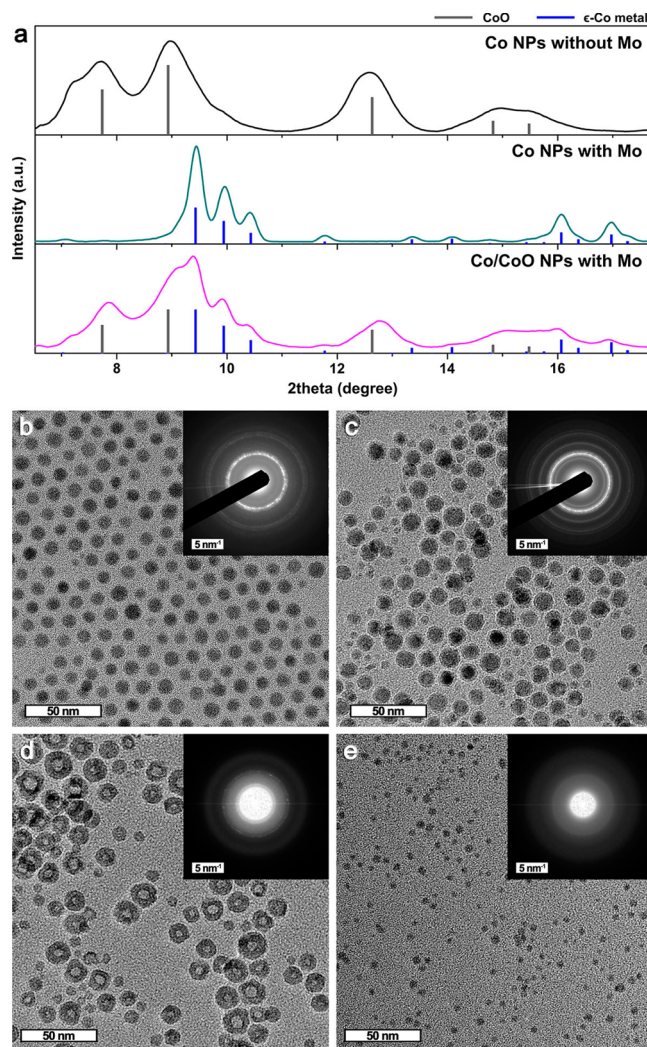 CoO ϵ-Co metal
a
Co NPs without Mo
Co NPs with Mo
Co/CoO NPs with Mo
Intensity (a.u.)
8 10 12 14 16
2theta (degree)
b
5 nm⁻¹
50 nm
c
5 nm⁻¹
50 nm
d
5 nm⁻¹
50 nm
e
5 nm⁻¹
50 nm